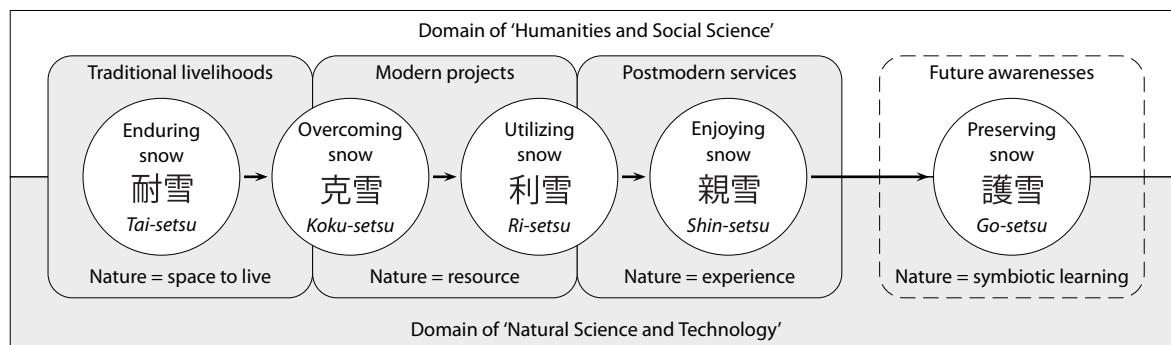 Domain of ‘Humanities and Social Science’
Traditional livelihoods
Modern projects
Postmodern services
Future awarenesses
Enduring
snow
耐雪
Tai-setsu
Overcoming
snow
克雪
Koku-setsu
Utilizing
snow
利雪
Ri-setsu
Enjoying
snow
親雪
Shin-setsu
Preserving
snow
護雪
Go-setsu
Nature = space to live
Nature = resource
Nature = experience
Nature = symbiotic learning
Domain of ‘Natural Science and Technology’